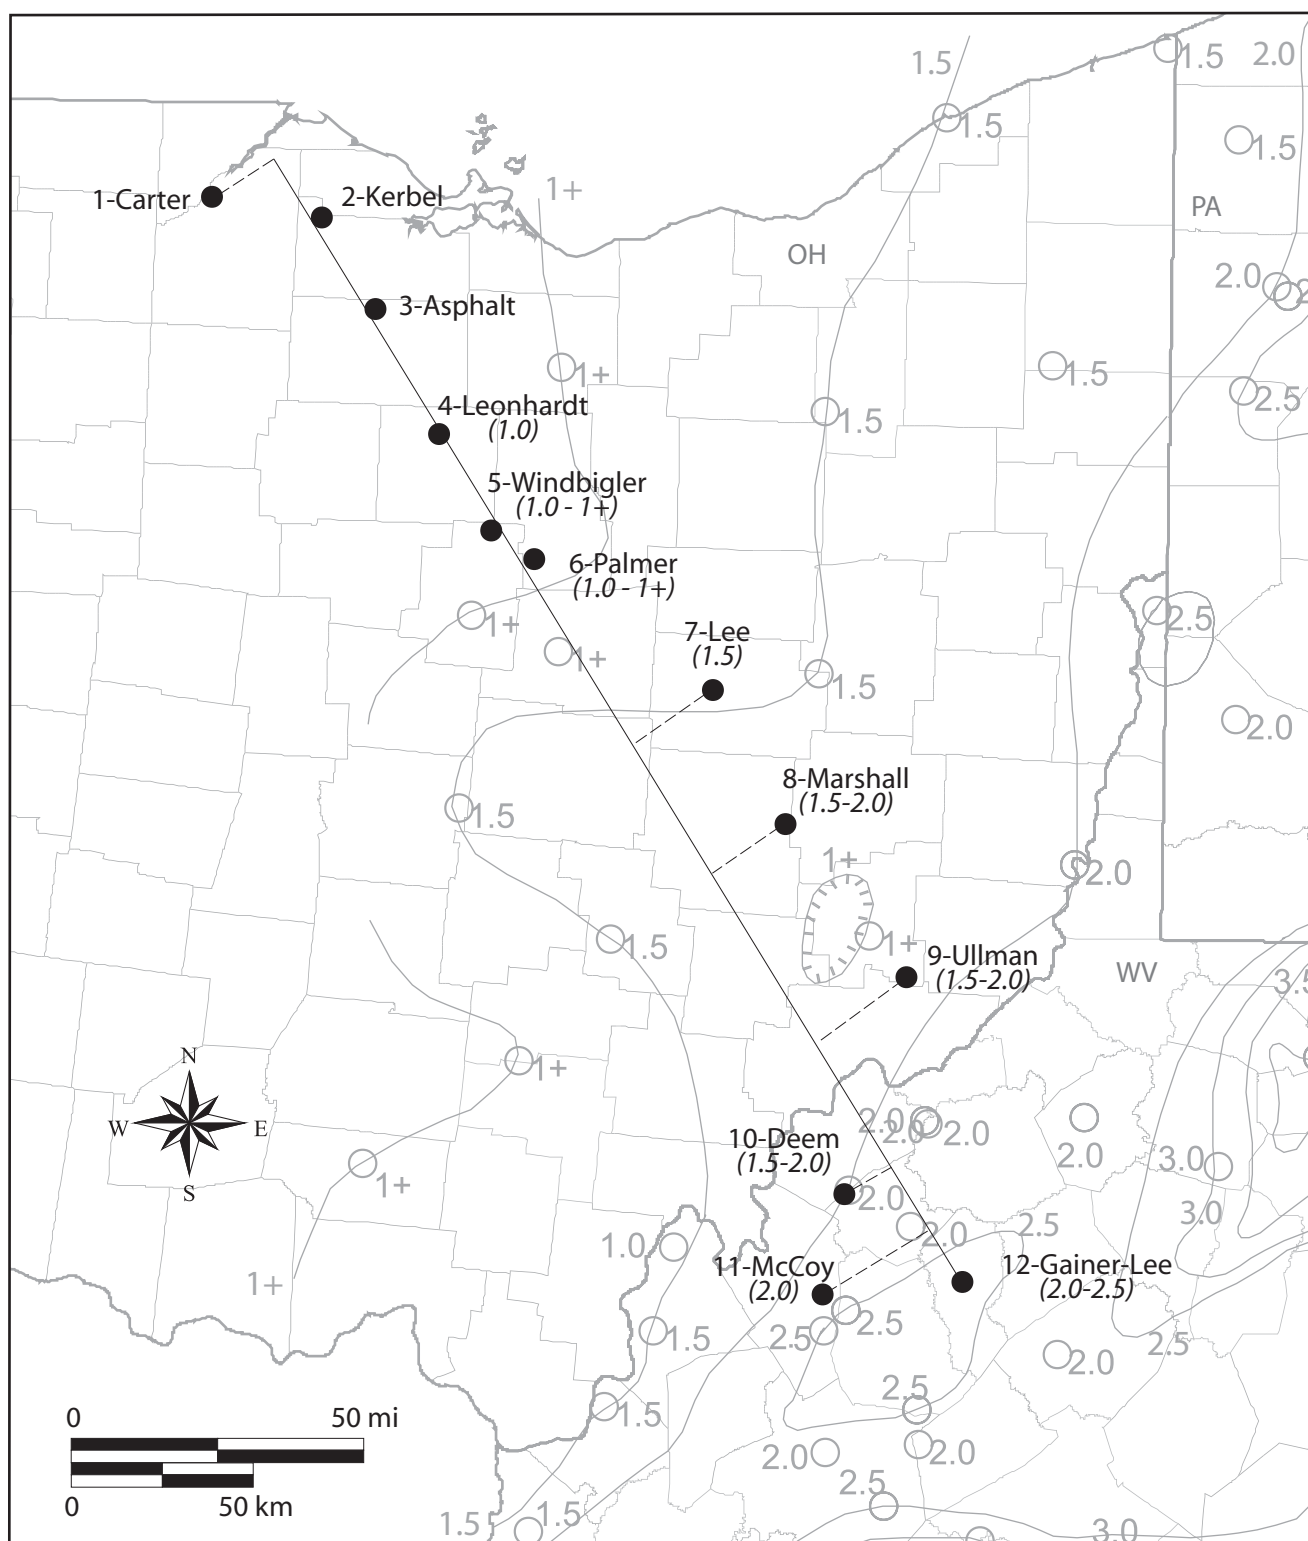 1.5
1.5
2.0
1.5
1.5
1-Carter
2-Kerbel
1+
PA
OH
2.0
3-Asphalt
1+
1.5
2.5
4-Leonhardt
(1.0)
1.5
5-Windbigler
(1.0 - 1+)
6-Palmer
(1.0 - 1+)
1+
2.5
7-Lee
(1.5)
1+
1.5
2.0
8-Marshall
(1.5-2.0)
1.5
1+
2.0
1.5
1+
9-Ullman
(1.5-2.0)
WV
3.5
N
W
E
S
1+
2.0
2.0
2.0
2.0
10-Deem
(1.5-2.0)
3.0
1+
2.0
3.0
2.0
2.5
1.0
11-McCoy
(2.0)
12-Gainer-Lee
(2.0-2.5)
1+
2.5
2.5
1.5
2.5
2.0
2.5
1.5
0
50 mi
2.0
2.0
2.5
0
50 km
1.5
1.5
3.0